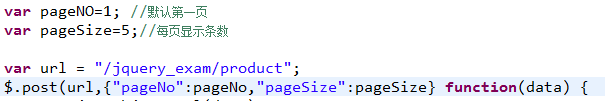 var pageNO=1; //默认第一页
var pageSize=5;//每页显示条数
var url = "/jquery_exam/product";
$.post(url,{"pageNo":pageNo,"pageSize":pageSize} function(data) {